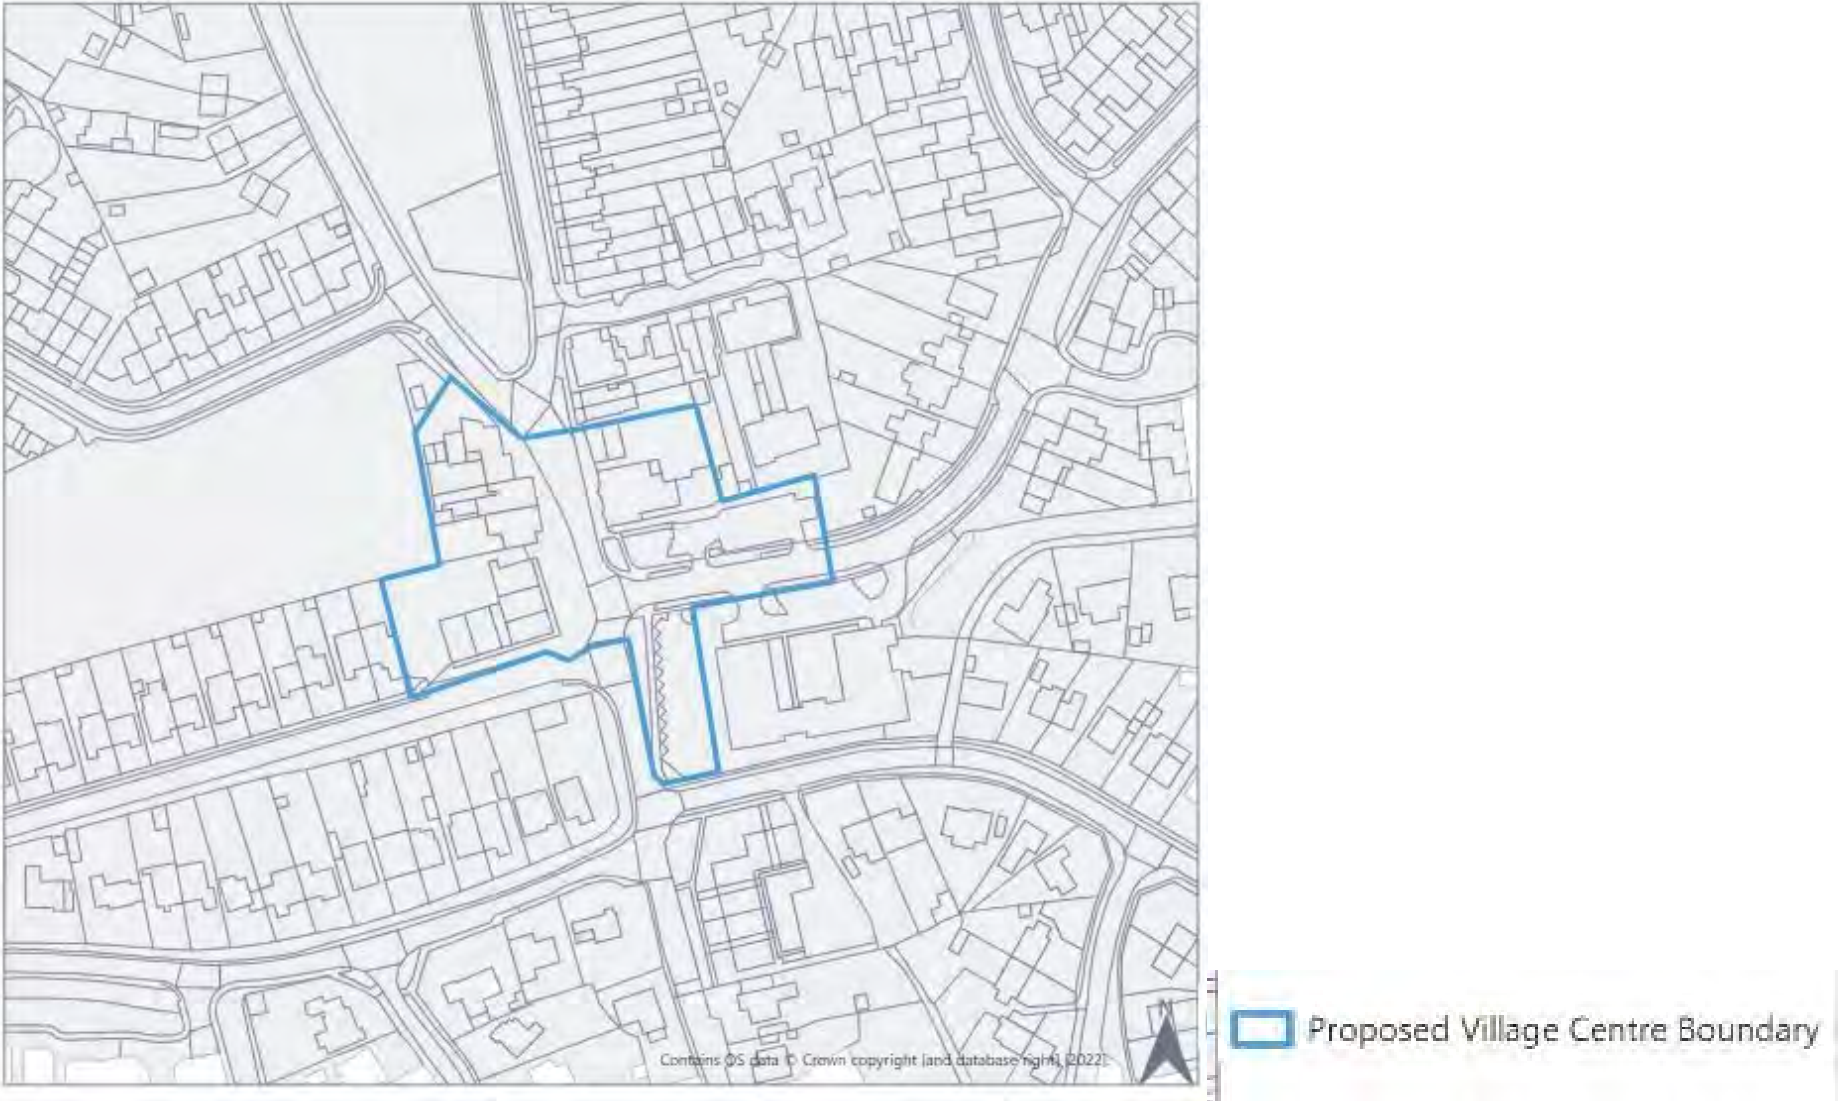 Contains OS data © Crown copyright [and database right] [2022].
N
Proposed Village Centre Boundary